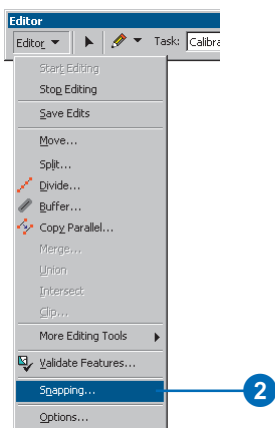 Editor
Editor Task: Calibra
Start Editing
Stop Editing
Save Edits
Move...
Split...
Divide...
Buffer...
Copy Parallel...
Merge...
Union
Intersect
Clip...
More Editing Tools
Validate Features...
Snapping... 2
Options...